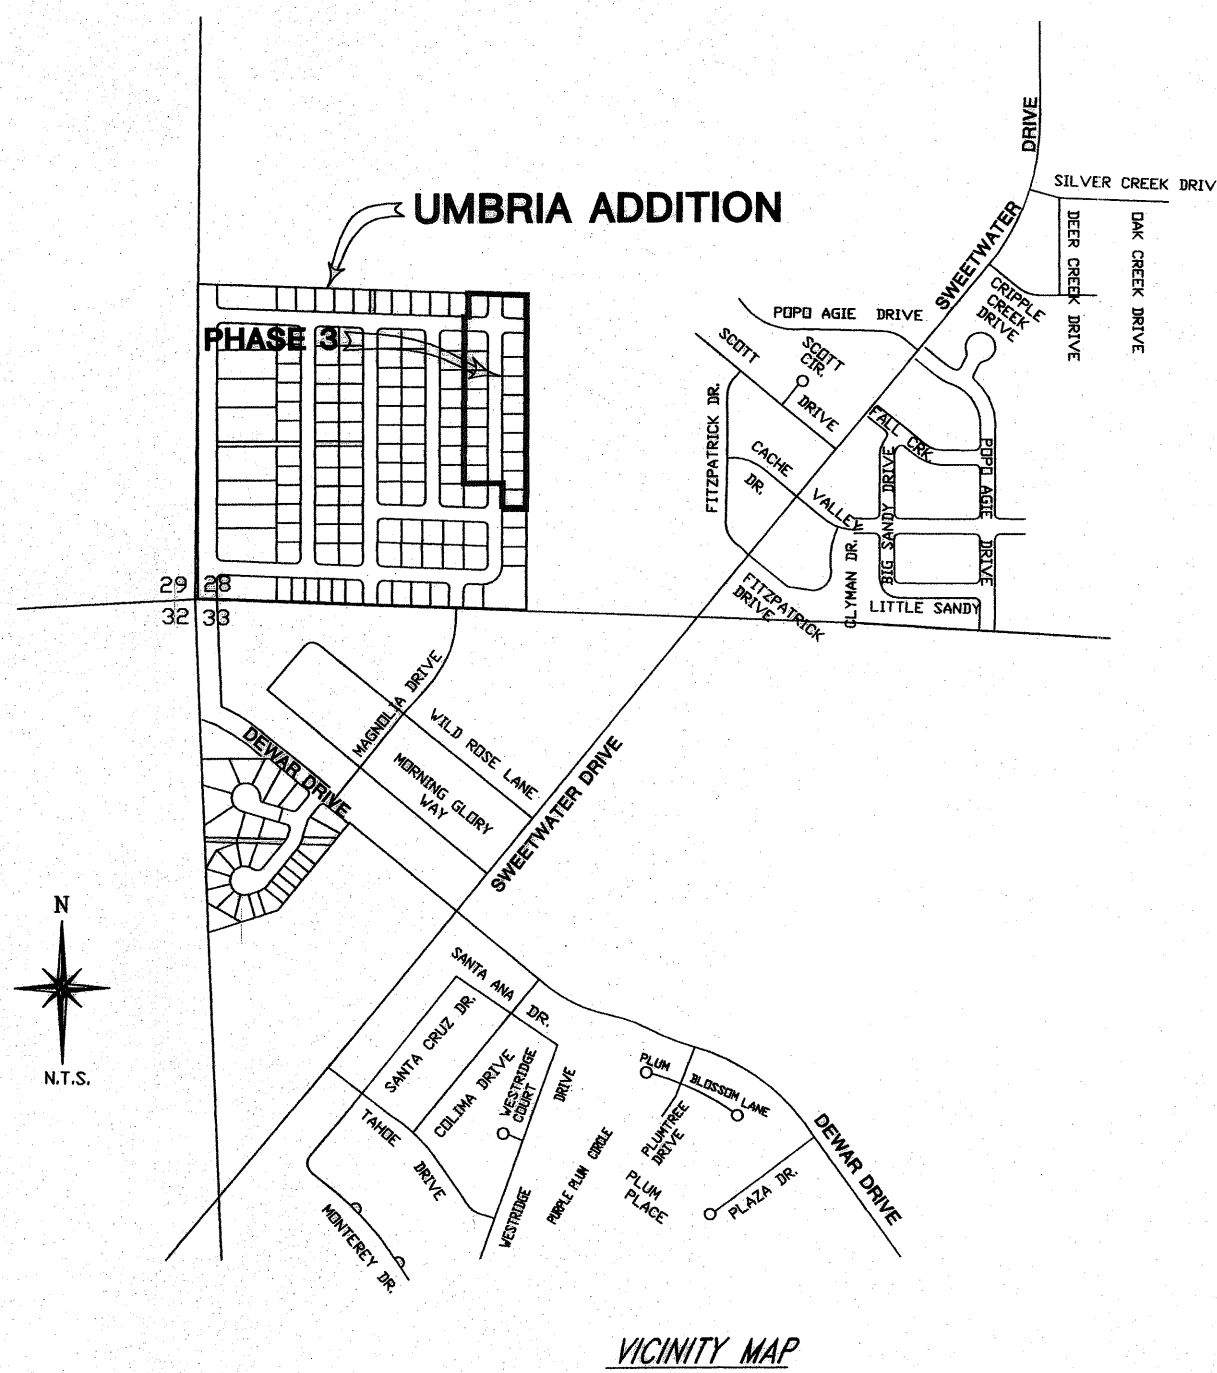 DRIVE
SILVER CREEK DRIV
UMBRIA ADDITION
SWEETWATER
DEER CREEK DRIVE
OAK CREEK DRIVE
CRIPPLE
CREEK
DRIVE
POPO AGIE DRIVE
PHASE 3
SCOTT
SCOTT
CIR.
DRIVE
FITZPATRICK DR.
FALL CRK.
CACHE
DR.
VALLEY
BIG SANDY DRIVE
POPO AGIE DRIVE
CLYMAN DR.
29 28
32 33
FITZPATRICK
DRIVE
LITTLE SANDY
MAGNOLIA DRIVE
WILD ROSE LANE
DEWAR DRIVE
MORNING GLORY
WAY
SWEETWATER DRIVE
N
N.T.S.
SANTA ANA DR.
SANTA CRUZ DR.
COLIMA DRIVE
WESTRIDGE
COURT
DRIVE
PLUM
BLOSSOM LANE
TAHOE DRIVE
PLUMTREE
DRIVE
DEWAR DRIVE
PURPLE PLUM CIRCLE
PLUM
PLACE
PLAZA DR.
WESTRIDGE
MONTEREY DR.
VICINITY MAP